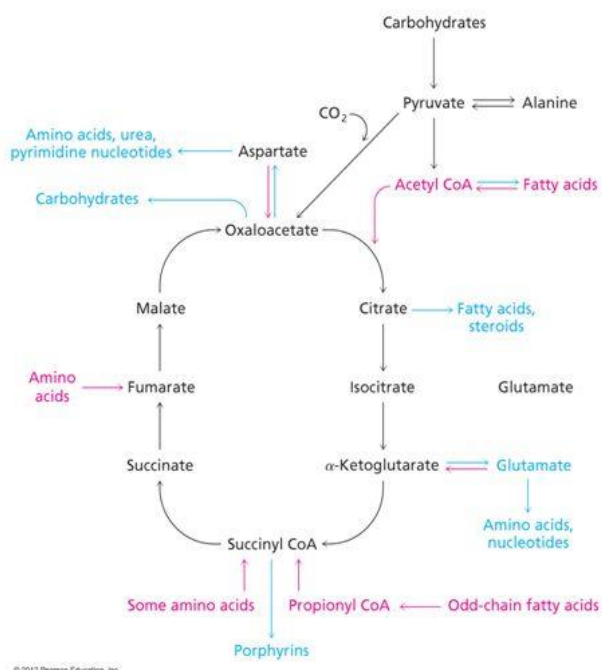 Carbohydrates
CO2
Pyruvate
Alanine
Amino acids, urea,
pyrimidine nucleotides
Aspartate
Acetyl CoA
Fatty acids
Carbohydrates
Oxaloacetate
Malate
Citrate
Fatty acids,
steroids
Amino
acids
Fumarate
Isocitrate
Glutamate
Succinate
α-Ketoglutarate
Glutamate
Amino acids,
nucleotides
Succinyl CoA
Some amino acids
Propionyl CoA
Odd-chain fatty acids
Porphyrins